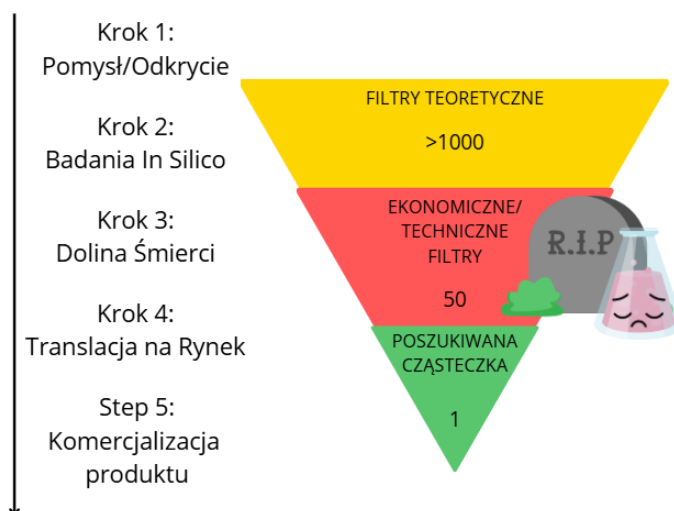 Krok 1:
Pomysł/Odkrycie
Krok 2:
Badania In Silico
Krok 3:
Dolina Śmierci
Krok 4:
Translacja na Rynek
Step 5:
Komercjalizacja
produktu
FILTRY TEORETYCZNE
>1000
EKONOMICZNE/
TECHNICZNE
FILTRY
50
R.I.P
POSZUKIWANA
CZĄSTECZKA
1